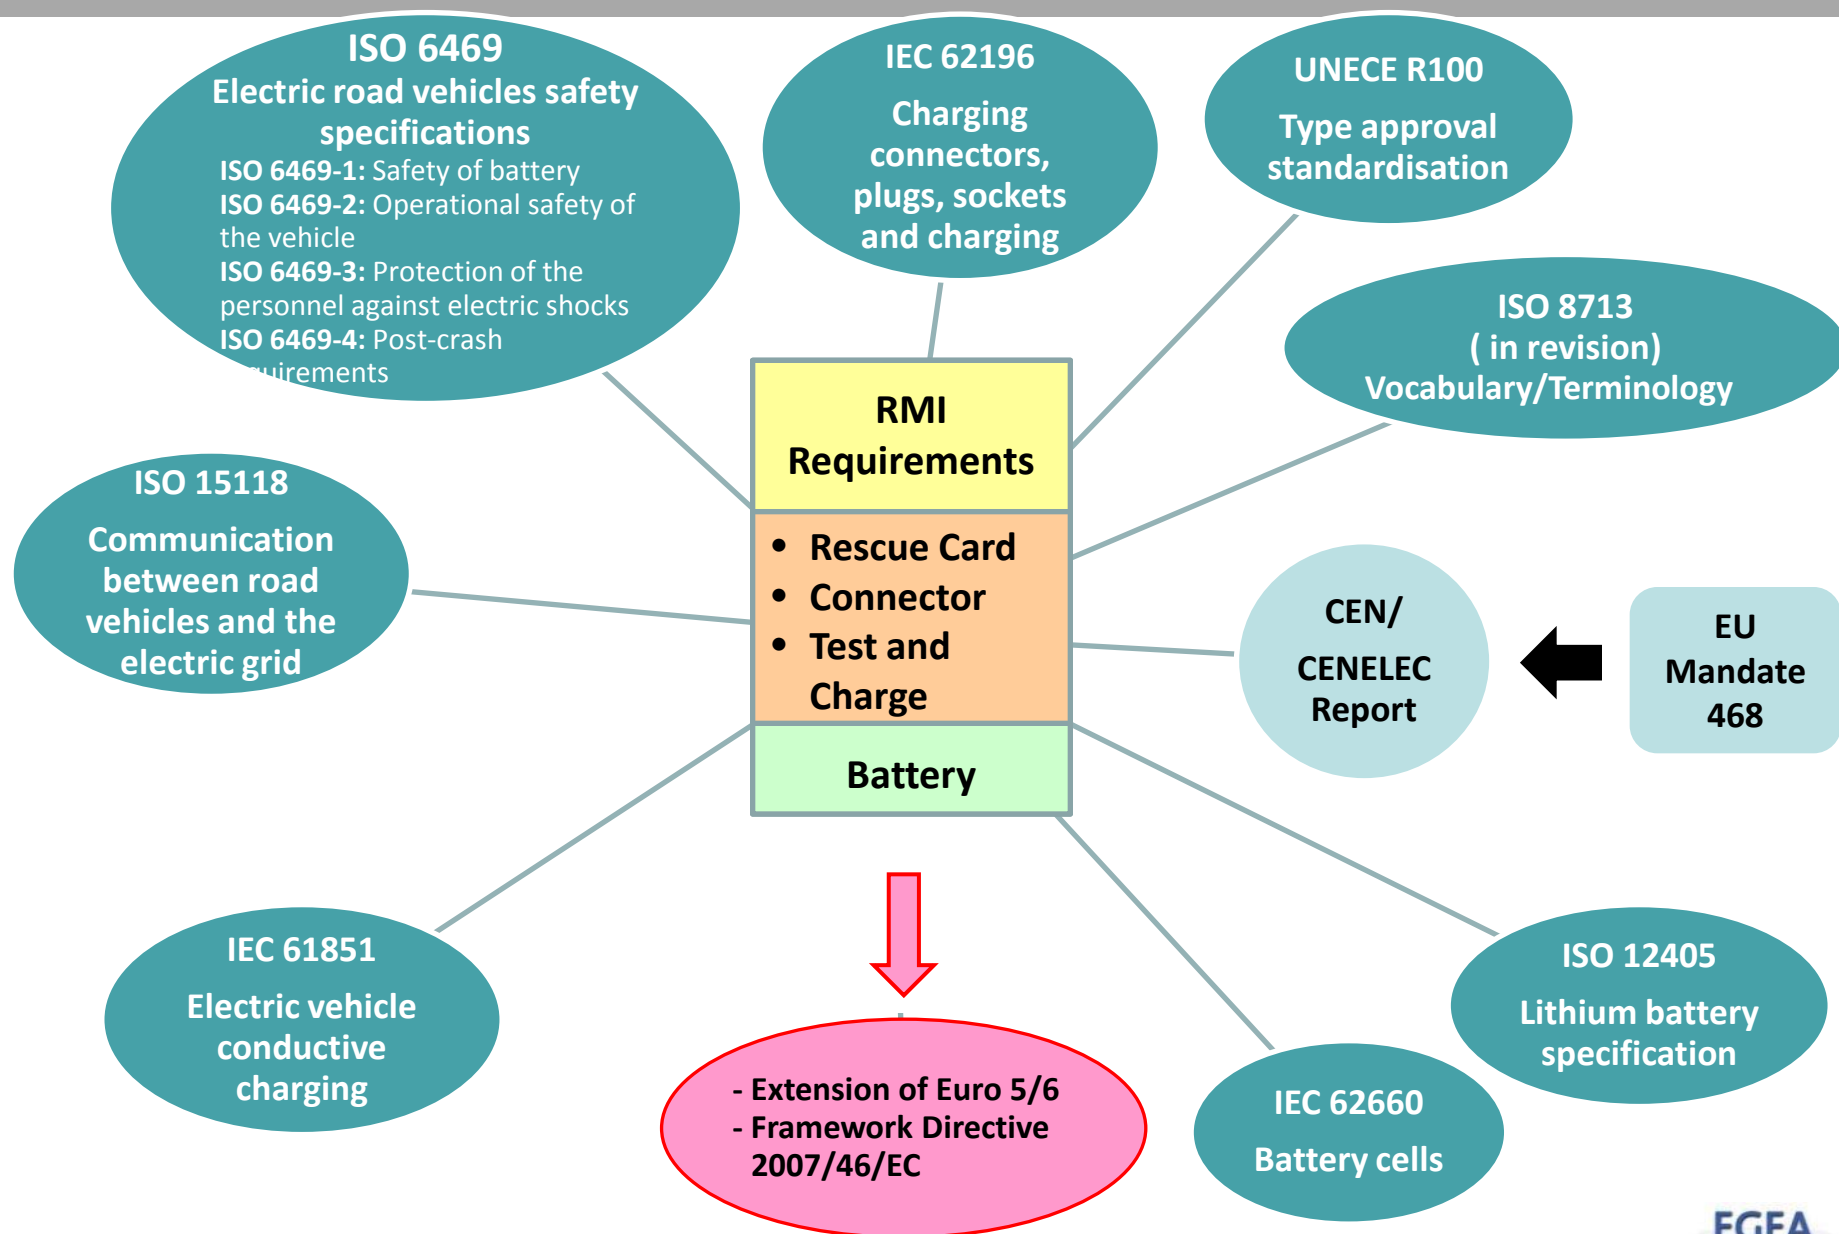 ISO 6469
Electric road vehicles safety
specifications
ISO 6469-1: Safety of battery
ISO 6469-2: Operational safety of
the vehicle
ISO 6469-3: Protection of the
personnel against electric shocks
ISO 6469-4: Post-crash
requirements
IEC 62196
Charging
connectors,
plugs, sockets
and charging
UNECE R100
Type approval
standardisation
ISO 8713
( in revision)
Vocabulary/Terminology
RMI
Requirements
• Rescue Card
• Connector
• Test and
Charge
Battery
ISO 15118
Communication
between road
vehicles and the
electric grid
CEN/
CENELEC
Report
EU
Mandate
468
IEC 61851
Electric vehicle
conductive
charging
- Extension of Euro 5/6
- Framework Directive
2007/46/EC
IEC 62660
Battery cells
ISO 12405
Lithium battery
specification
EGEA